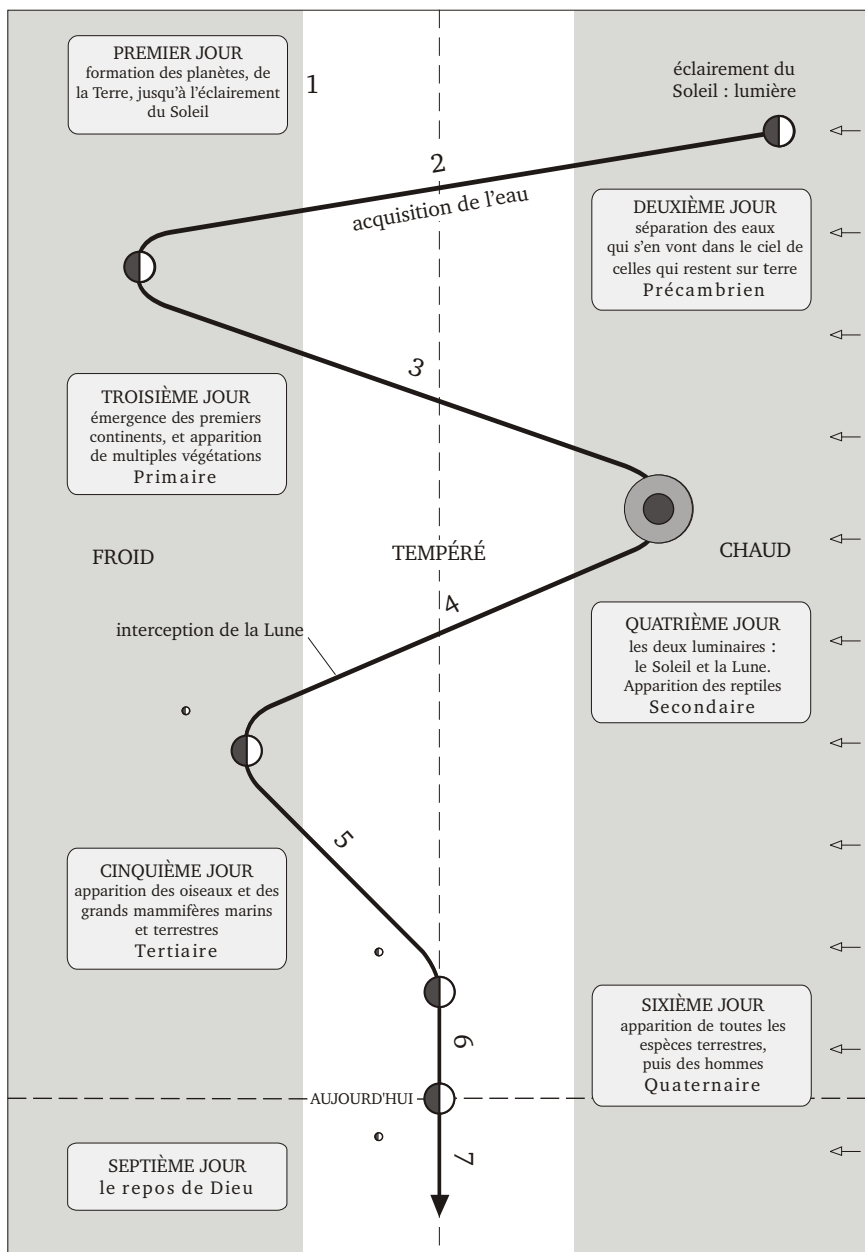 PREMIER JOUR
formation des planètes, de
la Terre, jusqu'à l'éclairement
du Soleil
1
éclairement du
Soleil : lumière
2
acquisition de l'eau
DEUXIÈME JOUR
séparation des eaux
qui s'en vont dans le ciel de
celles qui restent sur terre
Précambrien
3
TROISIÈME JOUR
émergence des premiers
continents, et apparition
de multiples végétations
Primaire
FROID
TEMPÉRÉ
CHAUD
4
interception de la Lune
QUATRIÈME JOUR
les deux luminaires :
le Soleil et la Lune.
Apparition des reptiles
Secondaire
5
CINQUIÈME JOUR
apparition des oiseaux et des
grands mammifères marins
et terrestres
Tertiaire
SIXIÈME JOUR
apparition de toutes les
espèces terrestres,
puis des hommes
Quaternaire
6
AUJOURD'HUI
7
SEPTIÈME JOUR
le repos de Dieu